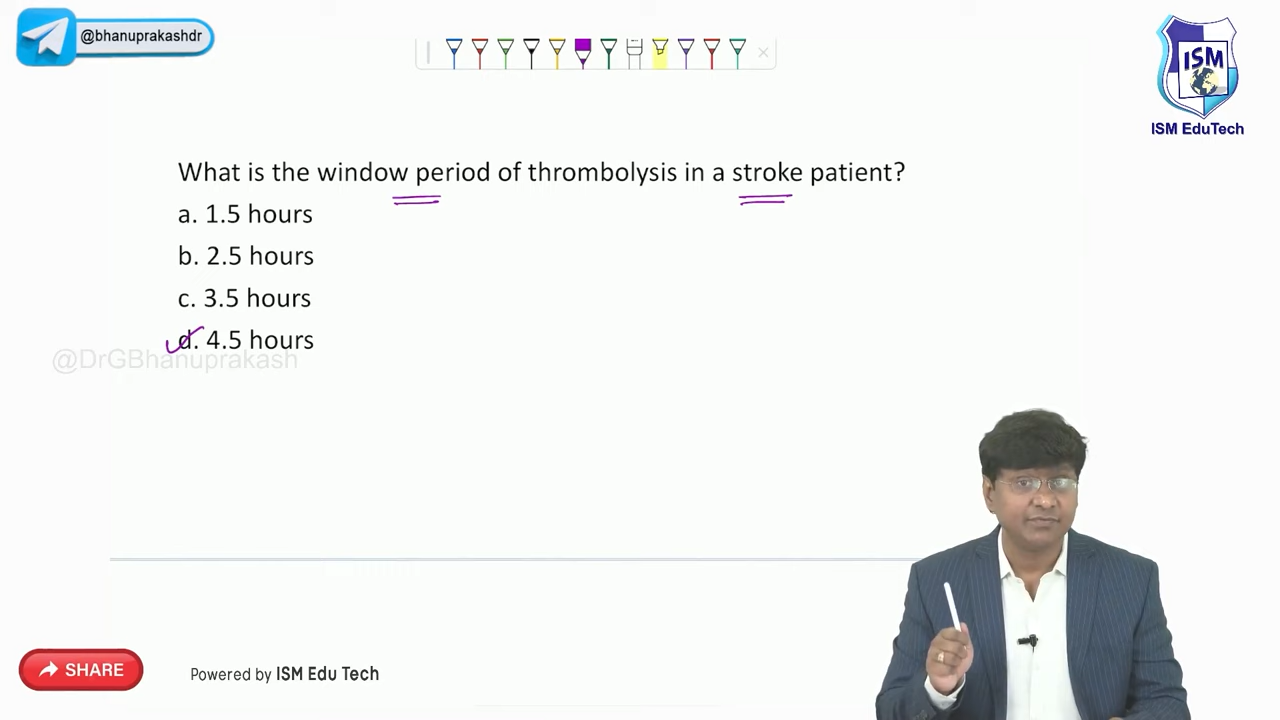 @bhanuprakashdr
ISM
ISM EduTech
What is the window period of thrombolysis in a stroke patient?
a. 1.5 hours
b. 2.5 hours
c. 3.5 hours
d. 4.5 hours
@DrGBhanuprakash
SHARE
Powered by ISM Edu Tech